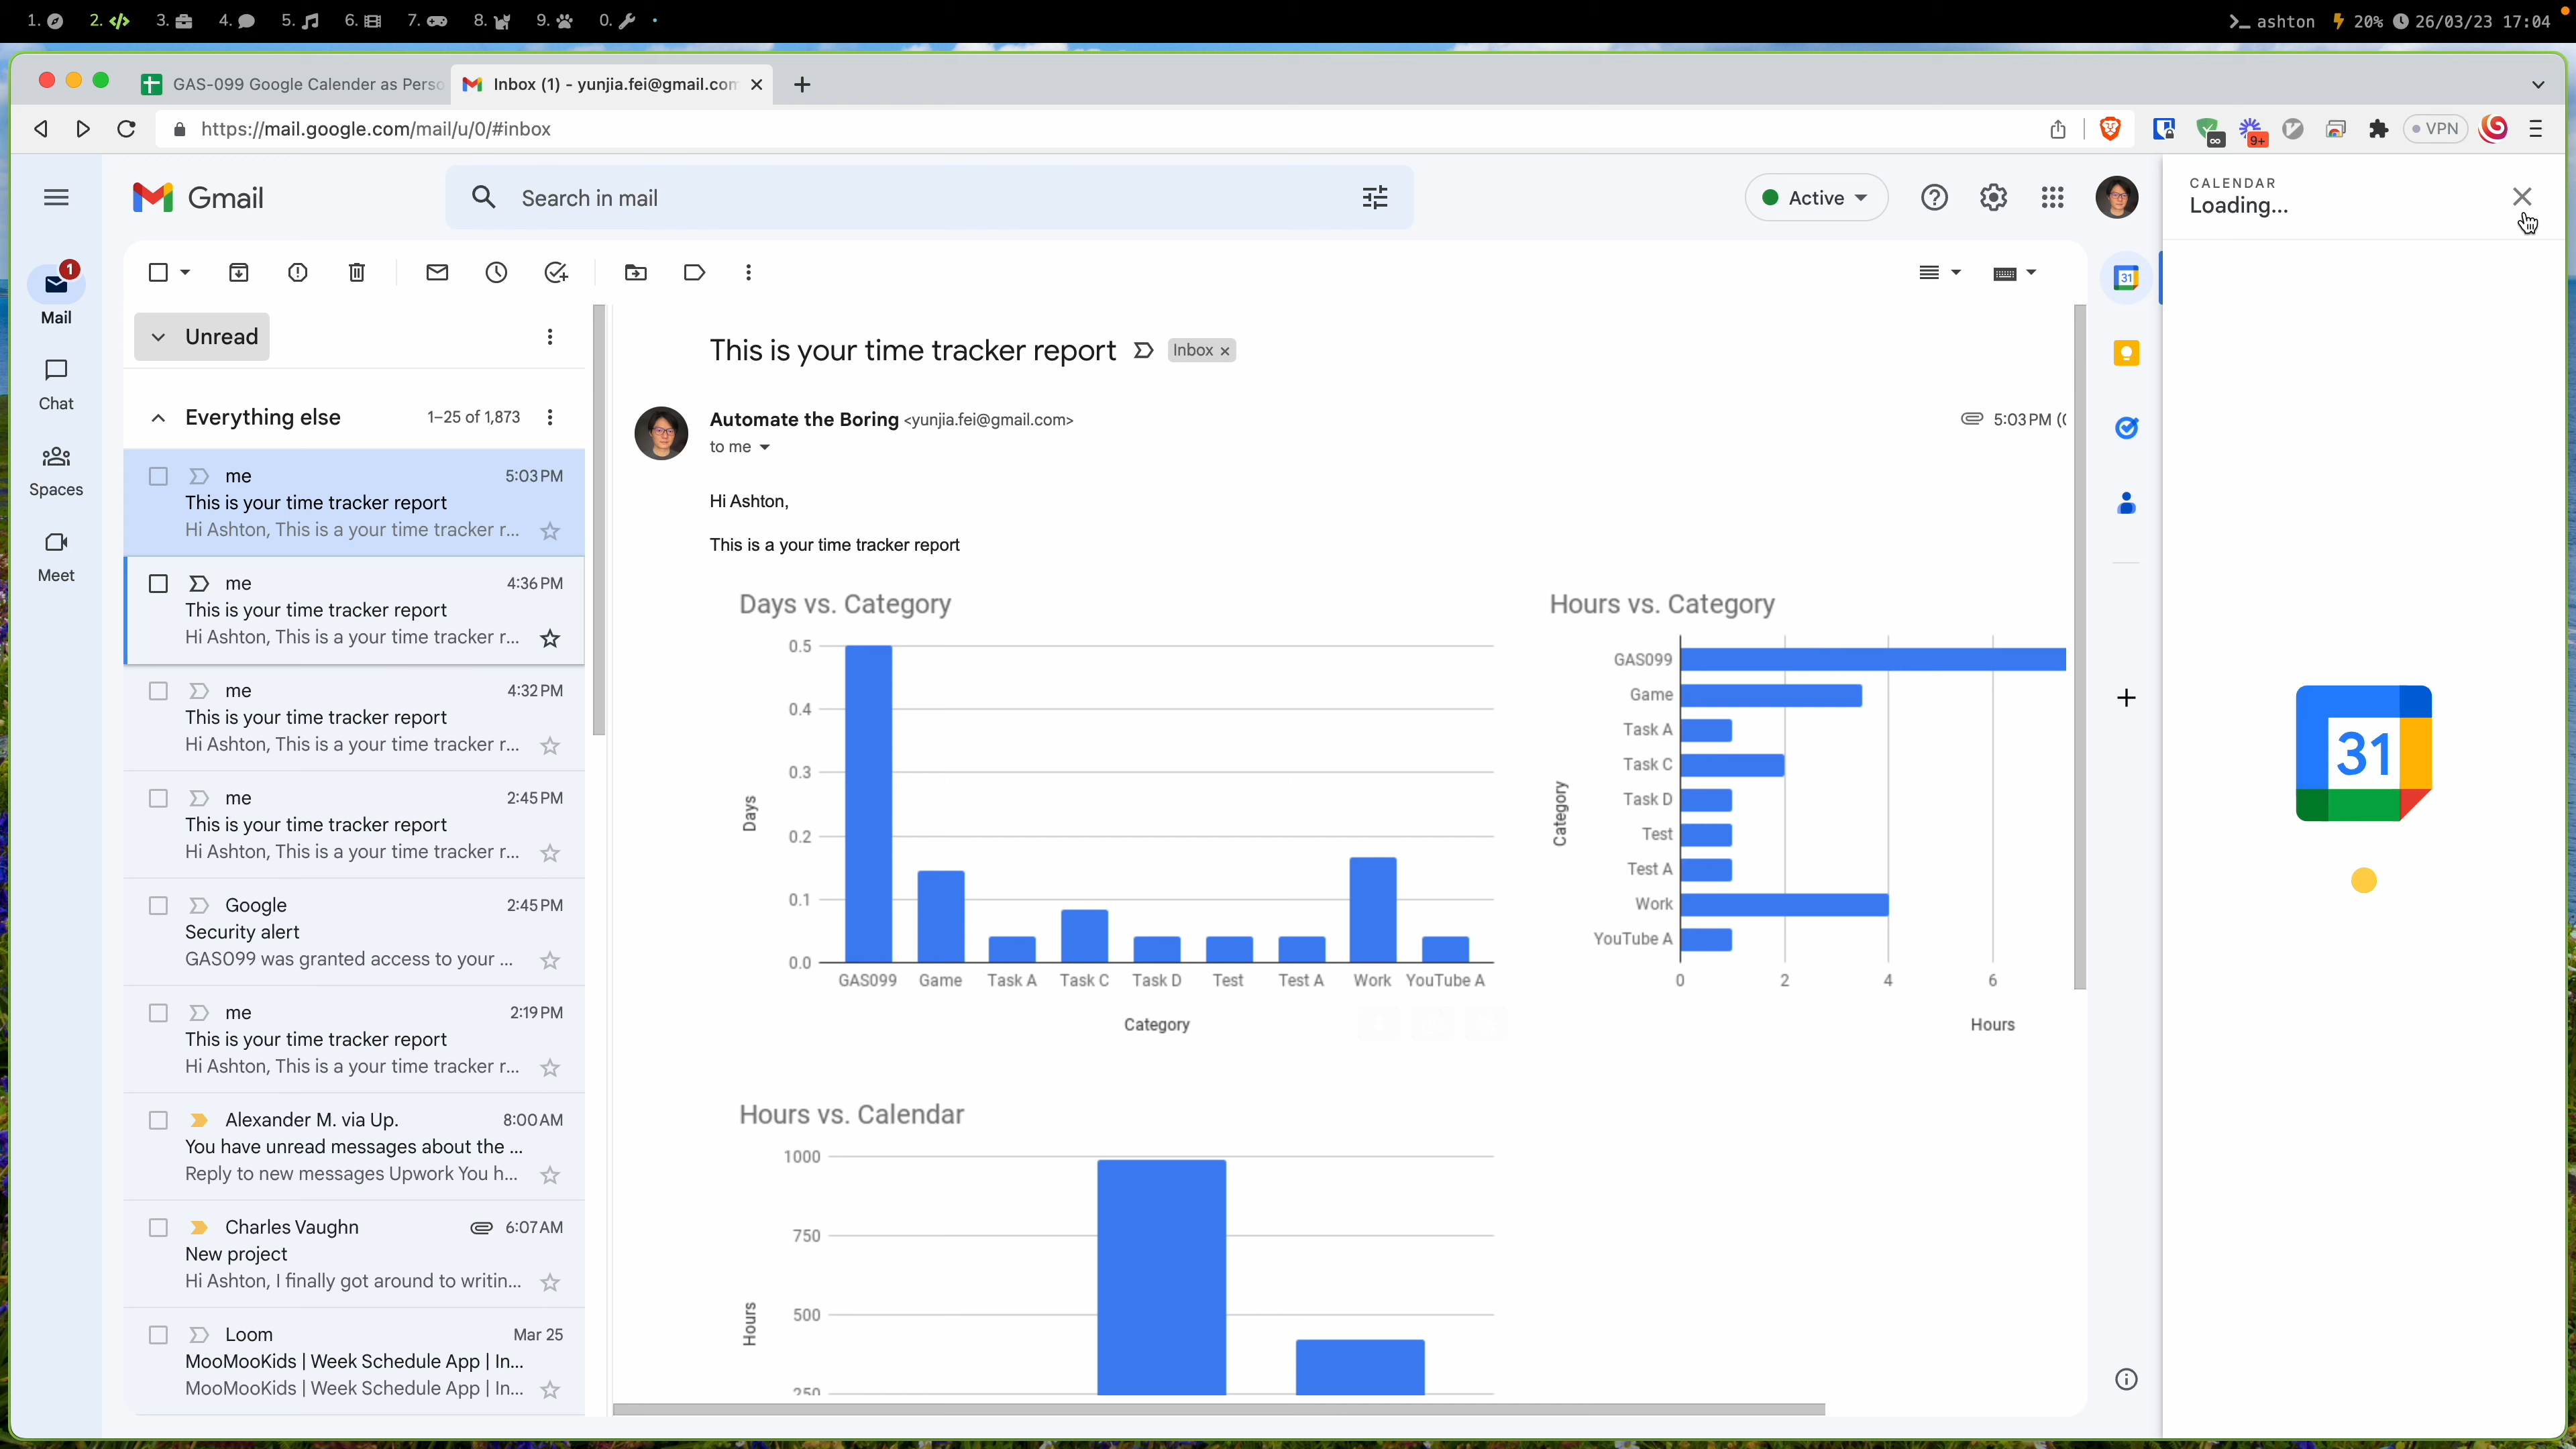 1. 2. 3. 4. 5. 6. 7. 8. 9. 0.
ashton 20% 26/03/23 17:04
GAS-099 Google Calender as Perso
Inbox (1) - yunjia.fei@gmail.com
https://mail.google.com/mail/u/0/#inbox
9+
VPN
Gmail
Search in mail
Active
CALENDAR
Loading...
1
Mail
Chat
Spaces
Meet
Unread
Everything else 1–25 of 1,873
me 5:03 PM
This is your time tracker report
Hi Ashton, This is a your time tracker r...
me 4:36 PM
This is your time tracker report
Hi Ashton, This is a your time tracker r...
me 4:32 PM
This is your time tracker report
Hi Ashton, This is a your time tracker r...
me 2:45 PM
This is your time tracker report
Hi Ashton, This is a your time tracker r...
Google 2:45 PM
Security alert
GAS099 was granted access to your ...
me 2:19 PM
This is your time tracker report
Hi Ashton, This is a your time tracker r...
Alexander M. via Up. 8:00 AM
You have unread messages about the ...
Reply to new messages Upwork You h...
Charles Vaughn 6:07 AM
New project
Hi Ashton, I finally got around to writin...
Loom Mar 25
MooMooKids | Week Schedule App | In...
MooMooKids | Week Schedule App | In...
This is your time tracker report
Inbox
Automate the Boring <yunjia.fei@gmail.com>
5:03 PM (0
to me
Hi Ashton,
This is a your time tracker report
Days vs. Category
0.5
0.4
0.3
0.2
0.1
0.0
Days
GAS099 Game Task A Task C Task D Test Test A Work YouTube A
Category
Hours vs. Category
GAS099
Game
Task A
Task C
Task D
Test
Test A
Work
YouTube A
Category
0 2 4 6
Hours
Hours vs. Calendar
1000
750
500
250
Hours
31
31